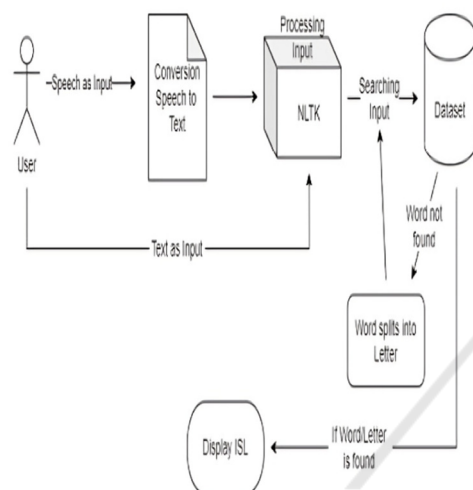 Processing
Input
Speech as Input
Conversion
Speech to
Text
NLTK
Searching
Input
Dataset
User
Word not
found
Text as Input
Word splits into
Letter
Display ISL
If Word/Letter
is found